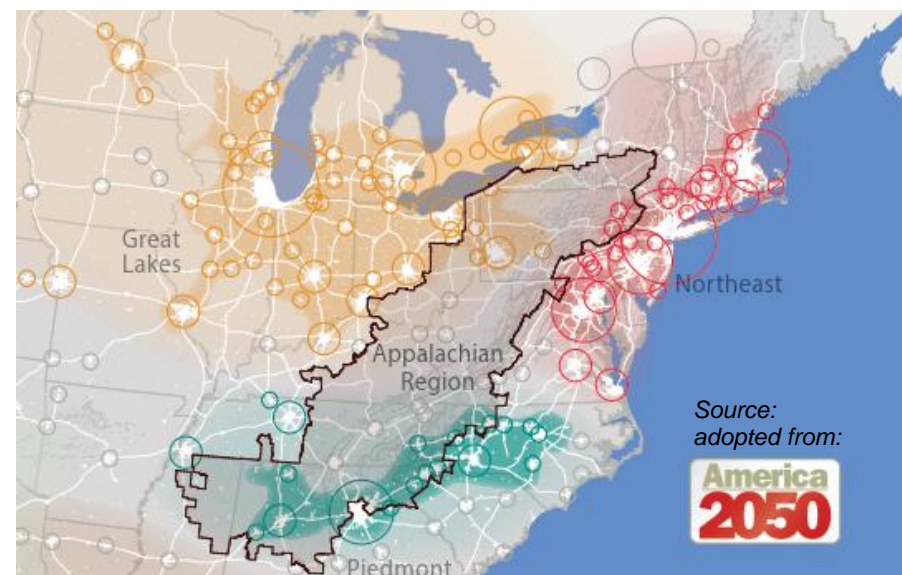 Great
Lakes
Northeast
Appalachian
Region
Source:
adopted from:
America
2050
Piedmont